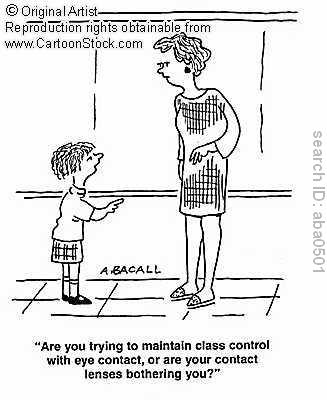 © Original Artist
Reproduction rights obtainable from
www.CartoonStock.com
search ID: aba0501
A.BACALL
"Are you trying to maintain class control
with eye contact, or are your contact
lenses bothering you?"